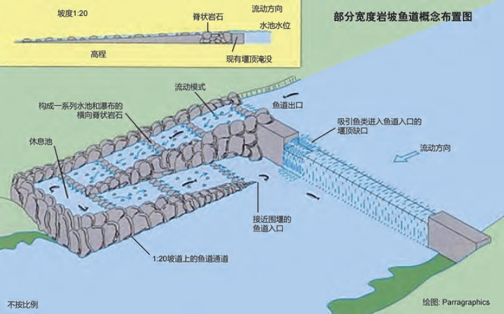 部分宽度岩坡鱼道概念布置图
坡度1:20
脊状岩石
流动方向
水池水位
高程
现有堰顶淹没
流动模式
鱼道出口
构成一系列水池和瀑布的
横向脊状岩石
吸引鱼类进入鱼道入口的
堰顶缺口
休息池
流动方向
接近围堰的
鱼道入口
1:20坡道上的鱼道通道
不按比例
绘图: Parragraphics